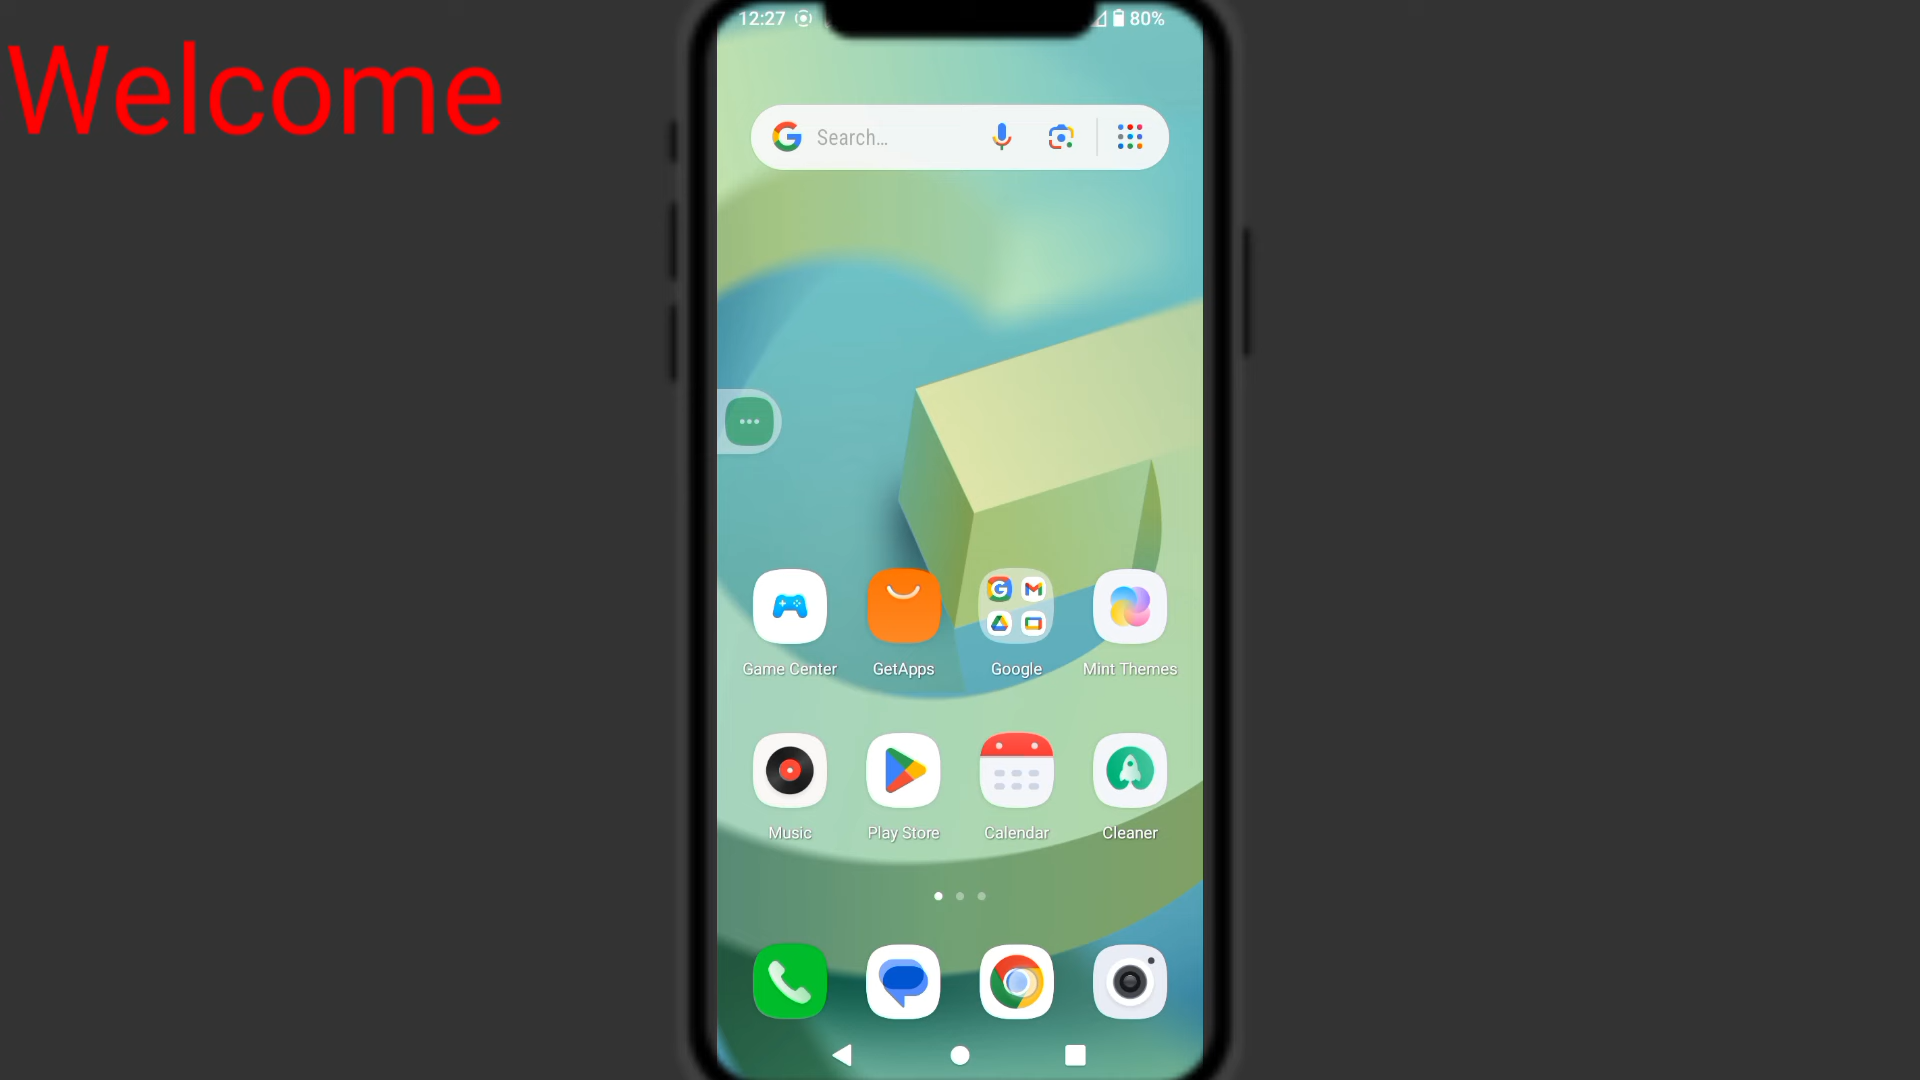 Welcome
12:27 80%
Search...
Game Center GetApps Google Mint Themes
Music Play Store Calendar Cleaner